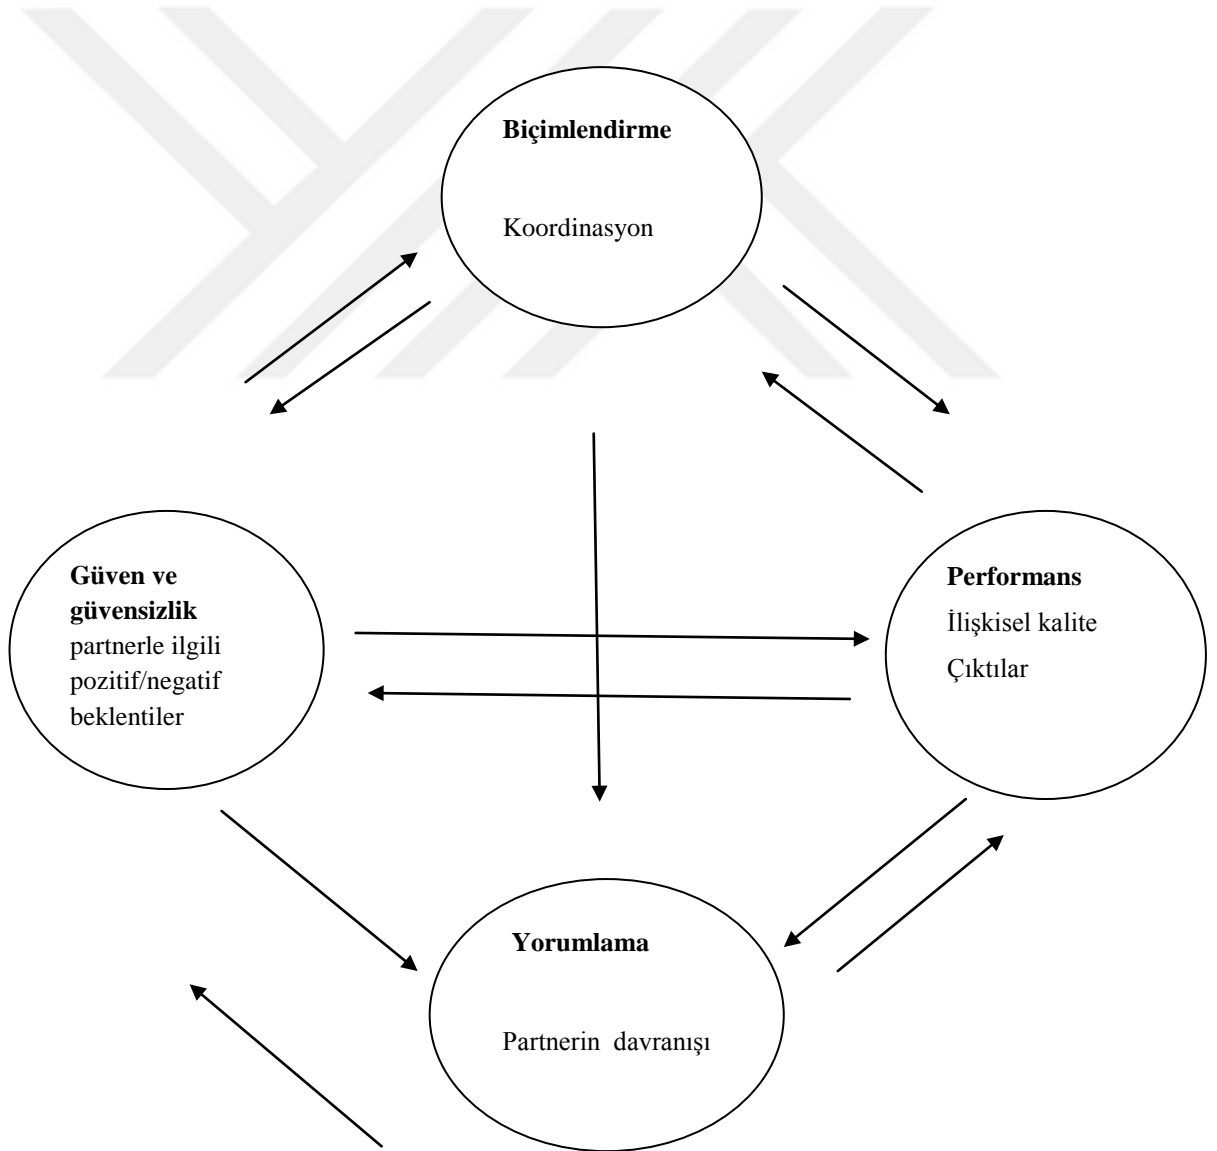 Biçimlendirme
Koordinasyon
Güven ve
güvensizlik
partnerle ilgili
pozitif/negatif
beklentiler
Performans
İlişkisel kalite
Çıktılar
Yorumlama
Partnerin davranışı